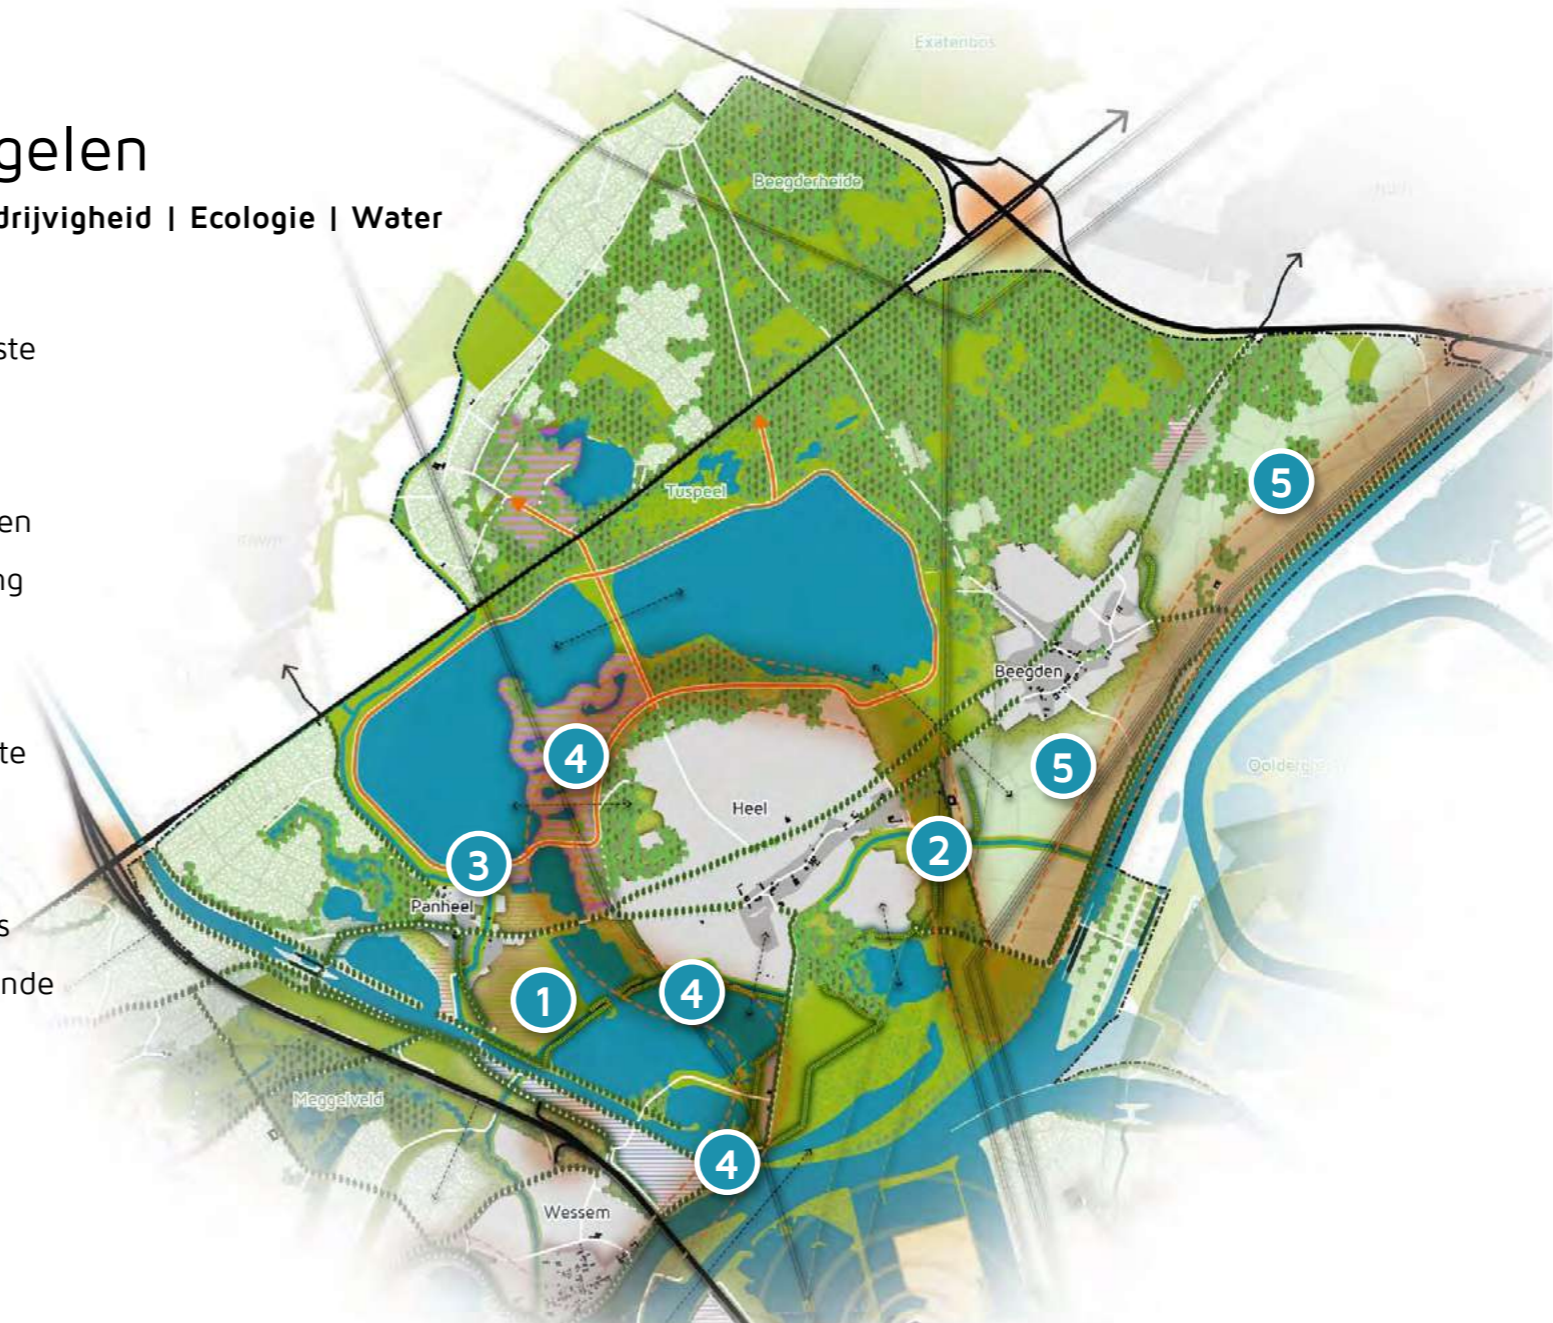 gelen
drijvigheid | Ecologie | Water
ste
en
ng
te
s
nde
Exatenbos
Beegderheide
Tuspeel
5
Beegden
4
5
Heel
2
3
Panheel
1
4
Meggelveld
4
Wessem